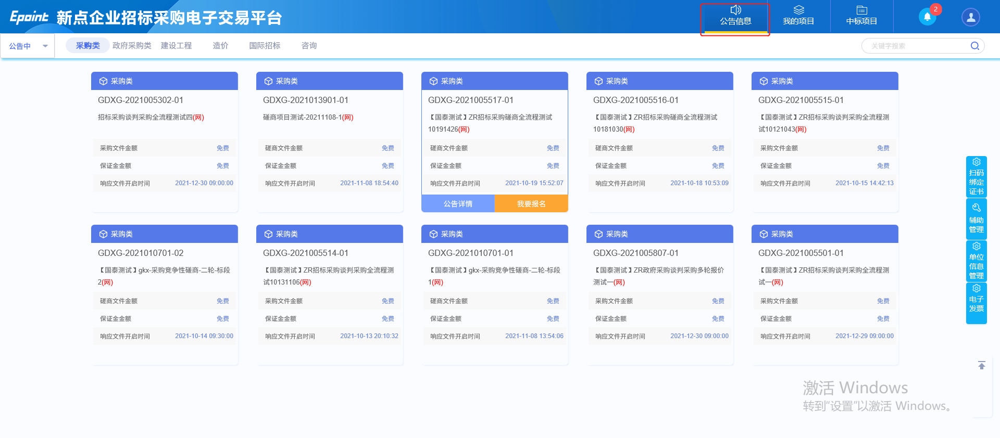 Epoint 新点企业招标采购电子交易平台
公告信息
我的项目
中标项目
2
公告中
采购类 政府采购类 建设工程 造价 国际招标 咨询
关键字搜索
采购类
GDXG-2021005302-01
招标采购谈判采购全流程测试四(网)
采购文件金额 免费
保证金金额 免费
响应文件开启时间 2021-12-30 09:00:00
采购类
GDXG-2021013901-01
磋商项目测试-20211108-1(网)
磋商文件金额 免费
保证金金额 免费
响应文件开启时间 2021-11-08 18:54:40
采购类
GDXG-2021005517-01
【国泰测试】ZR招标采购磋商全流程测试
10191426(网)
磋商文件金额 免费
保证金金额 免费
响应文件开启时间 2021-10-19 15:52:07
公告详情 我要报名
采购类
GDXG-2021005516-01
【国泰测试】ZR招标采购磋商全流程测试
10181030(网)
磋商文件金额 免费
保证金金额 免费
响应文件开启时间 2021-10-18 10:53:09
采购类
GDXG-2021005515-01
【国泰测试】ZR招标采购谈判采购全流程测
试10121043(网)
采购文件金额 免费
保证金金额 免费
响应文件开启时间 2021-10-15 14:42:13
采购类
GDXG-2021010701-02
【国泰测试】gkx-采购竞争性磋商-二轮-标段
2(网)
磋商文件金额 免费
保证金金额 免费
响应文件开启时间 2021-10-14 09:30:00
采购类
GDXG-2021005514-01
【国泰测试】ZR招标采购谈判采购全流程测
试10131106(网)
采购文件金额 免费
保证金金额 免费
响应文件开启时间 2021-10-13 20:10:32
采购类
GDXG-2021010701-01
【国泰测试】gkx-采购竞争性磋商-二轮-标段
1(网)
磋商文件金额 免费
保证金金额 免费
响应文件开启时间 2021-11-08 13:54:06
采购类
GDXG-2021005807-01
【国泰测试】ZR政府采购谈判采购多轮报价
测试一(网)
采购文件金额 免费
保证金金额 免费
响应文件开启时间 2021-12-30 09:00:00
采购类
GDXG-2021005501-01
【国泰测试】ZR招标采购谈判采购全流程测
试一(网)
采购文件金额 免费
保证金金额 免费
响应文件开启时间 2021-12-29 09:00:00
扫码
绑定
证书
辅助
管理
单位
信息
管理
电子
发票
激活 Windows
转到“设置”以激活 Windows。